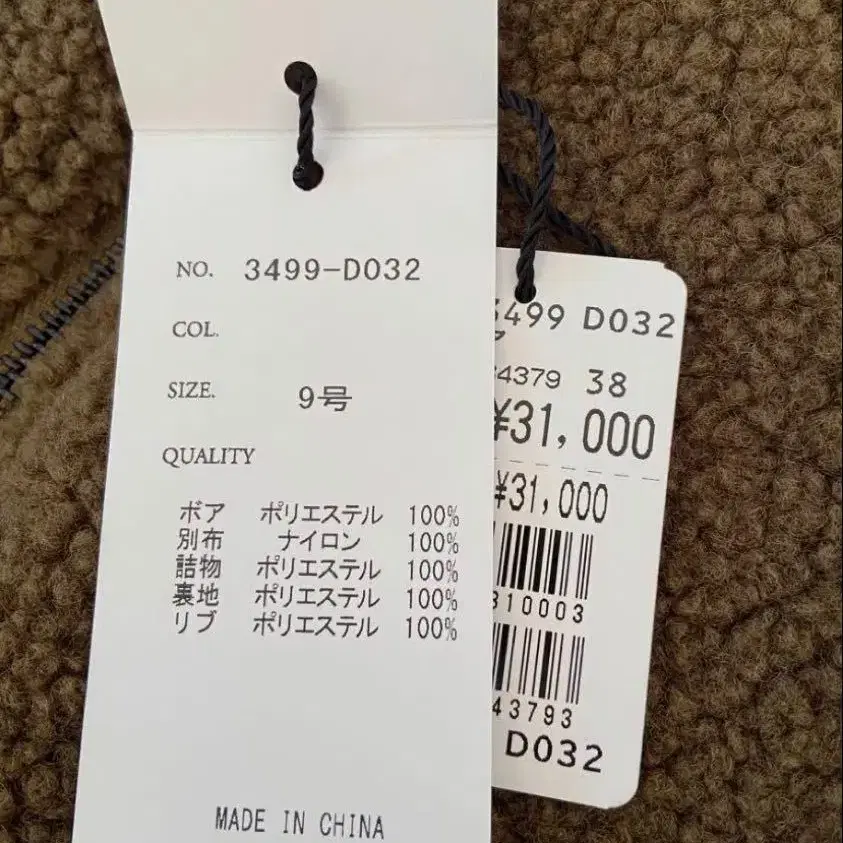 NO. 3499-D032
COL.
SIZE. 9号
QUALITY
ボア ポリエステル 100%
別布 ナイロン 100%
詰物 ポリエステル 100%
裏地 ポリエステル 100%
リブ ポリエステル 100%
MADE IN CHINA
3499 D032
4379 38
¥31,000
¥31,000
310003
43793
D032